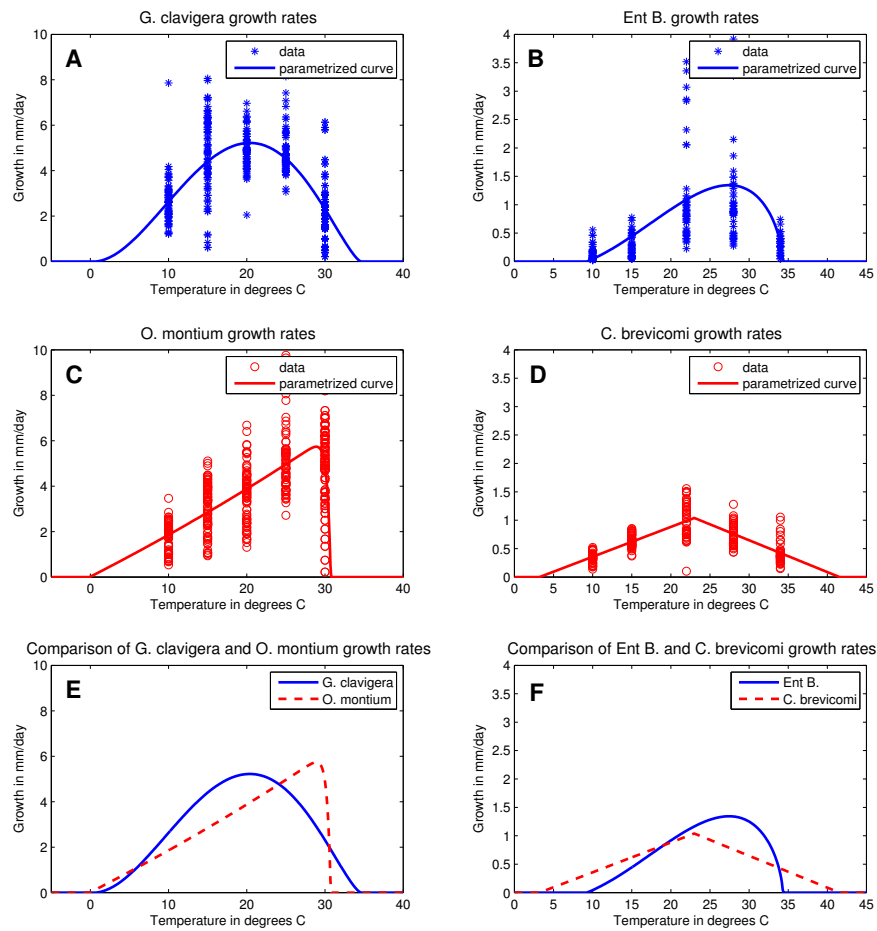 G. clavigera growth rates
A
data
parametrized curve
Growth in mm/day
10
8
6
4
2
0
0
10
20
30
40
Temperature in degrees C
Ent B. growth rates
B
data
parametrized curve
Growth in mm/day
4
3.5
3
2.5
2
1.5
1
0.5
0
0
5
10
15
20
25
30
35
40
45
Temperature in degrees C
O. montium growth rates
C
data
parametrized curve
Growth in mm/day
10
8
6
4
2
0
0
10
20
30
40
Temperature in degrees C
C. brevicomi growth rates
D
data
parametrized curve
Growth in mm/day
4
3.5
3
2.5
2
1.5
1
0.5
0
0
5
10
15
20
25
30
35
40
45
Temperature in degrees C
Comparison of G. clavigera and O. montium growth rates
E
G. clavigera
O. montium
Growth in mm/day
10
8
6
4
2
0
0
10
20
30
40
Temperature in degrees C
Comparison of Ent B. and C. brevicomi growth rates
F
Ent B.
C. brevicomi
Growth in mm/day
4
3.5
3
2.5
2
1.5
1
0.5
0
0
5
10
15
20
25
30
35
40
45
Temperature in degrees C